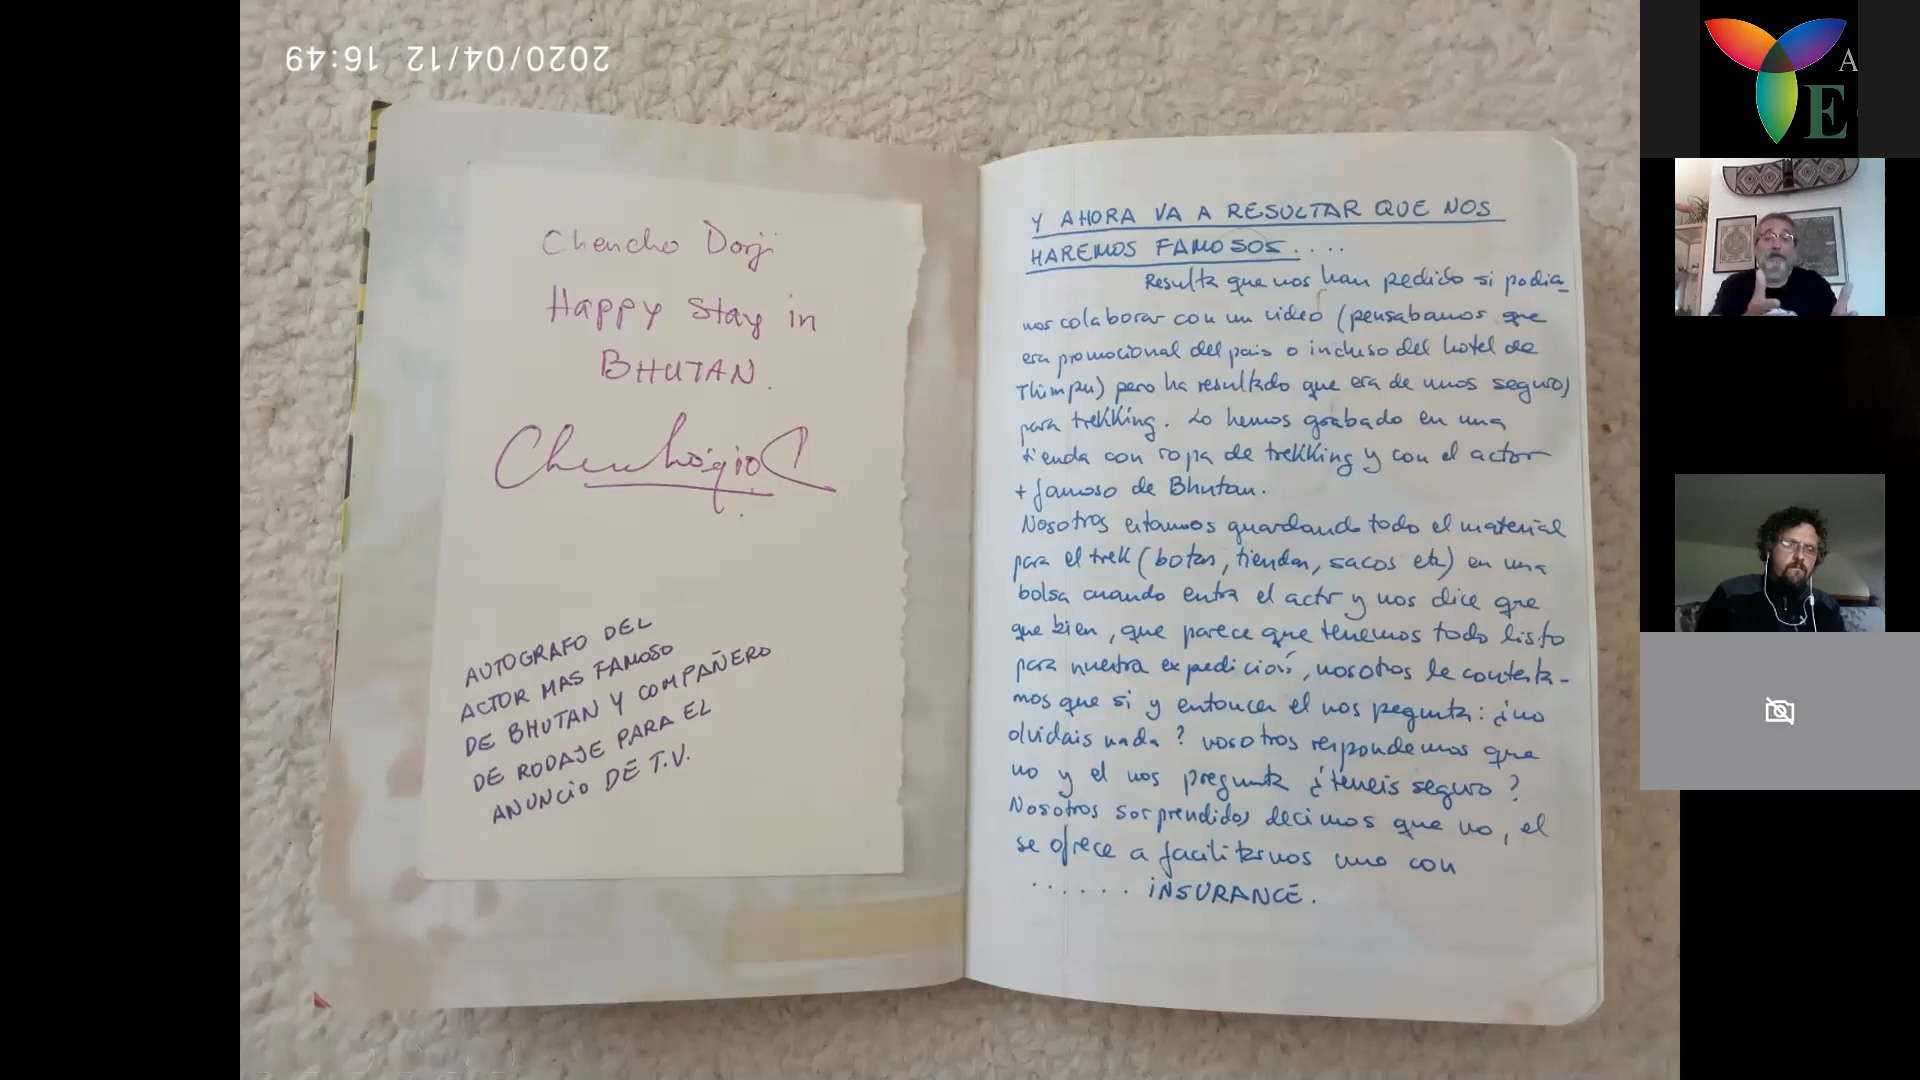 2020/04/12 16:49
Chencho Dorji
Happy Stay in
BHUTAN.
AUTOGRAFO DEL
ACTOR MAS FAMOSO
DE BHUTAN Y COMPAÑERO
DE RODAJE PARA EL
ANUNCIO DE T.V.
Y AHORA VA A RESULTAR QUE NOS
HAREMOS FAMOSOS....
Resulta que nos han pedido si podia_
mos colaborar con un video (pensabamos que
era promocional del pais o incluso del hotel de
Thimpu) pero ha resultado que era de unos seguros
para trekking. Lo hemos grabado en una
tienda con ropa de trekking y con el actor
+ famoso de Bhutan.
Nosotros estamos guardando todo el material
para el trek (botas, tiendas, sacos etc) en una
bolsa cuando entra el actor y nos dice que
que bien, que parece que tenemos todo listo
para nuestra expedición, nosotros le contesta-
mos que si y entonces el nos pegunta: ¿no
olvidais nada? nosotros respondemos que
no y el nos pregunta ¿teneis seguro?
Nosotros sorprendidos decimos que no, el
se ofrece a facilitarnos uno con
...... INSURANCE.
A
E